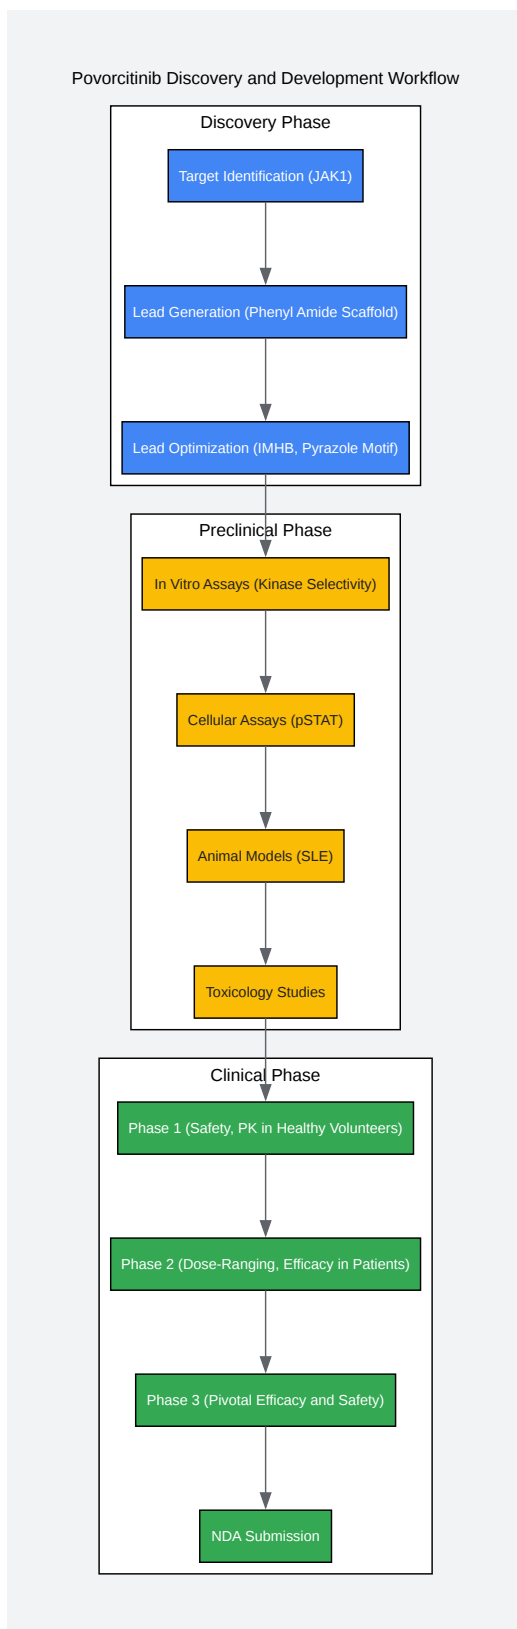 Povorcitinib Discovery and Development Workflow
Discovery Phase
Target Identification (JAK1)
Lead Generation (Phenyl Amide Scaffold)
Lead Optimization (IMHB, Pyrazole Motif)
Preclinical Phase
In Vitro Assays (Kinase Selectivity)
Cellular Assays (pSTAT)
Animal Models (SLE)
Toxicology Studies
Clinical Phase
Phase 1 (Safety, PK in Healthy Volunteers)
Phase 2 (Dose-Ranging, Efficacy in Patients)
Phase 3 (Pivotal Efficacy and Safety)
NDA Submission